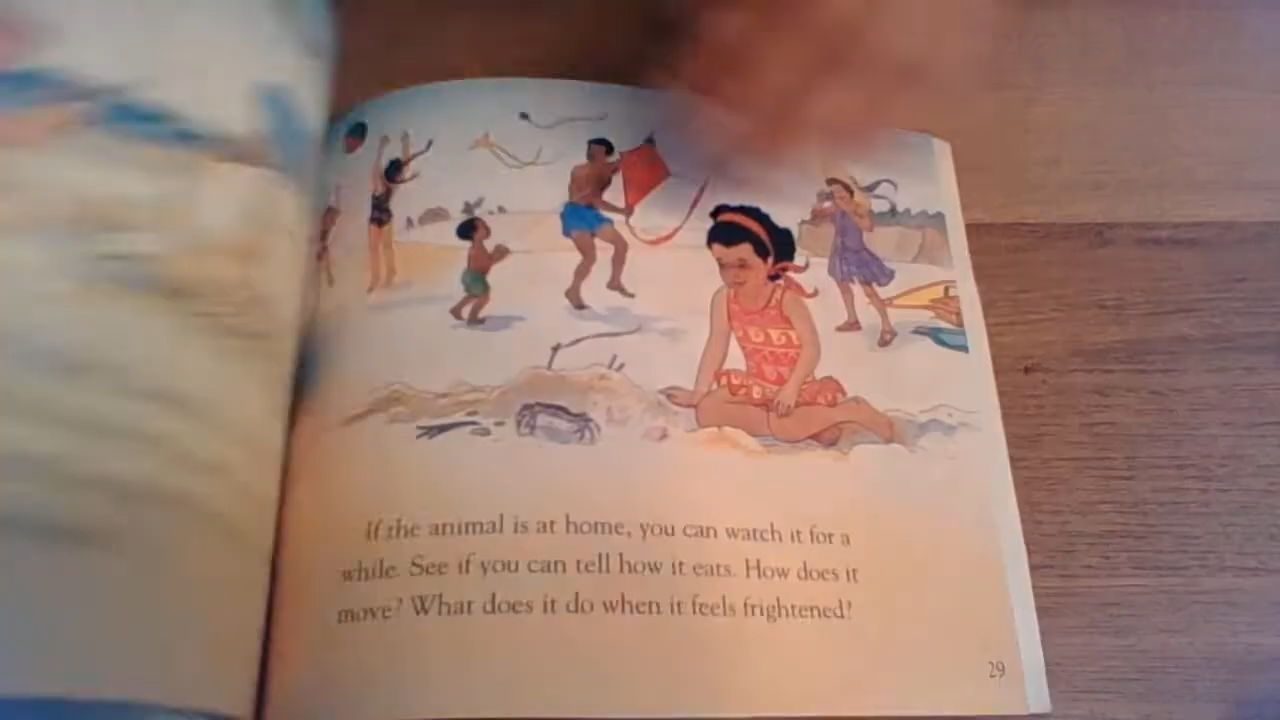 If the animal is at home, you can watch it for a
while. See if you can tell how it eats. How does it
move? What does it do when it feels frightened?
29